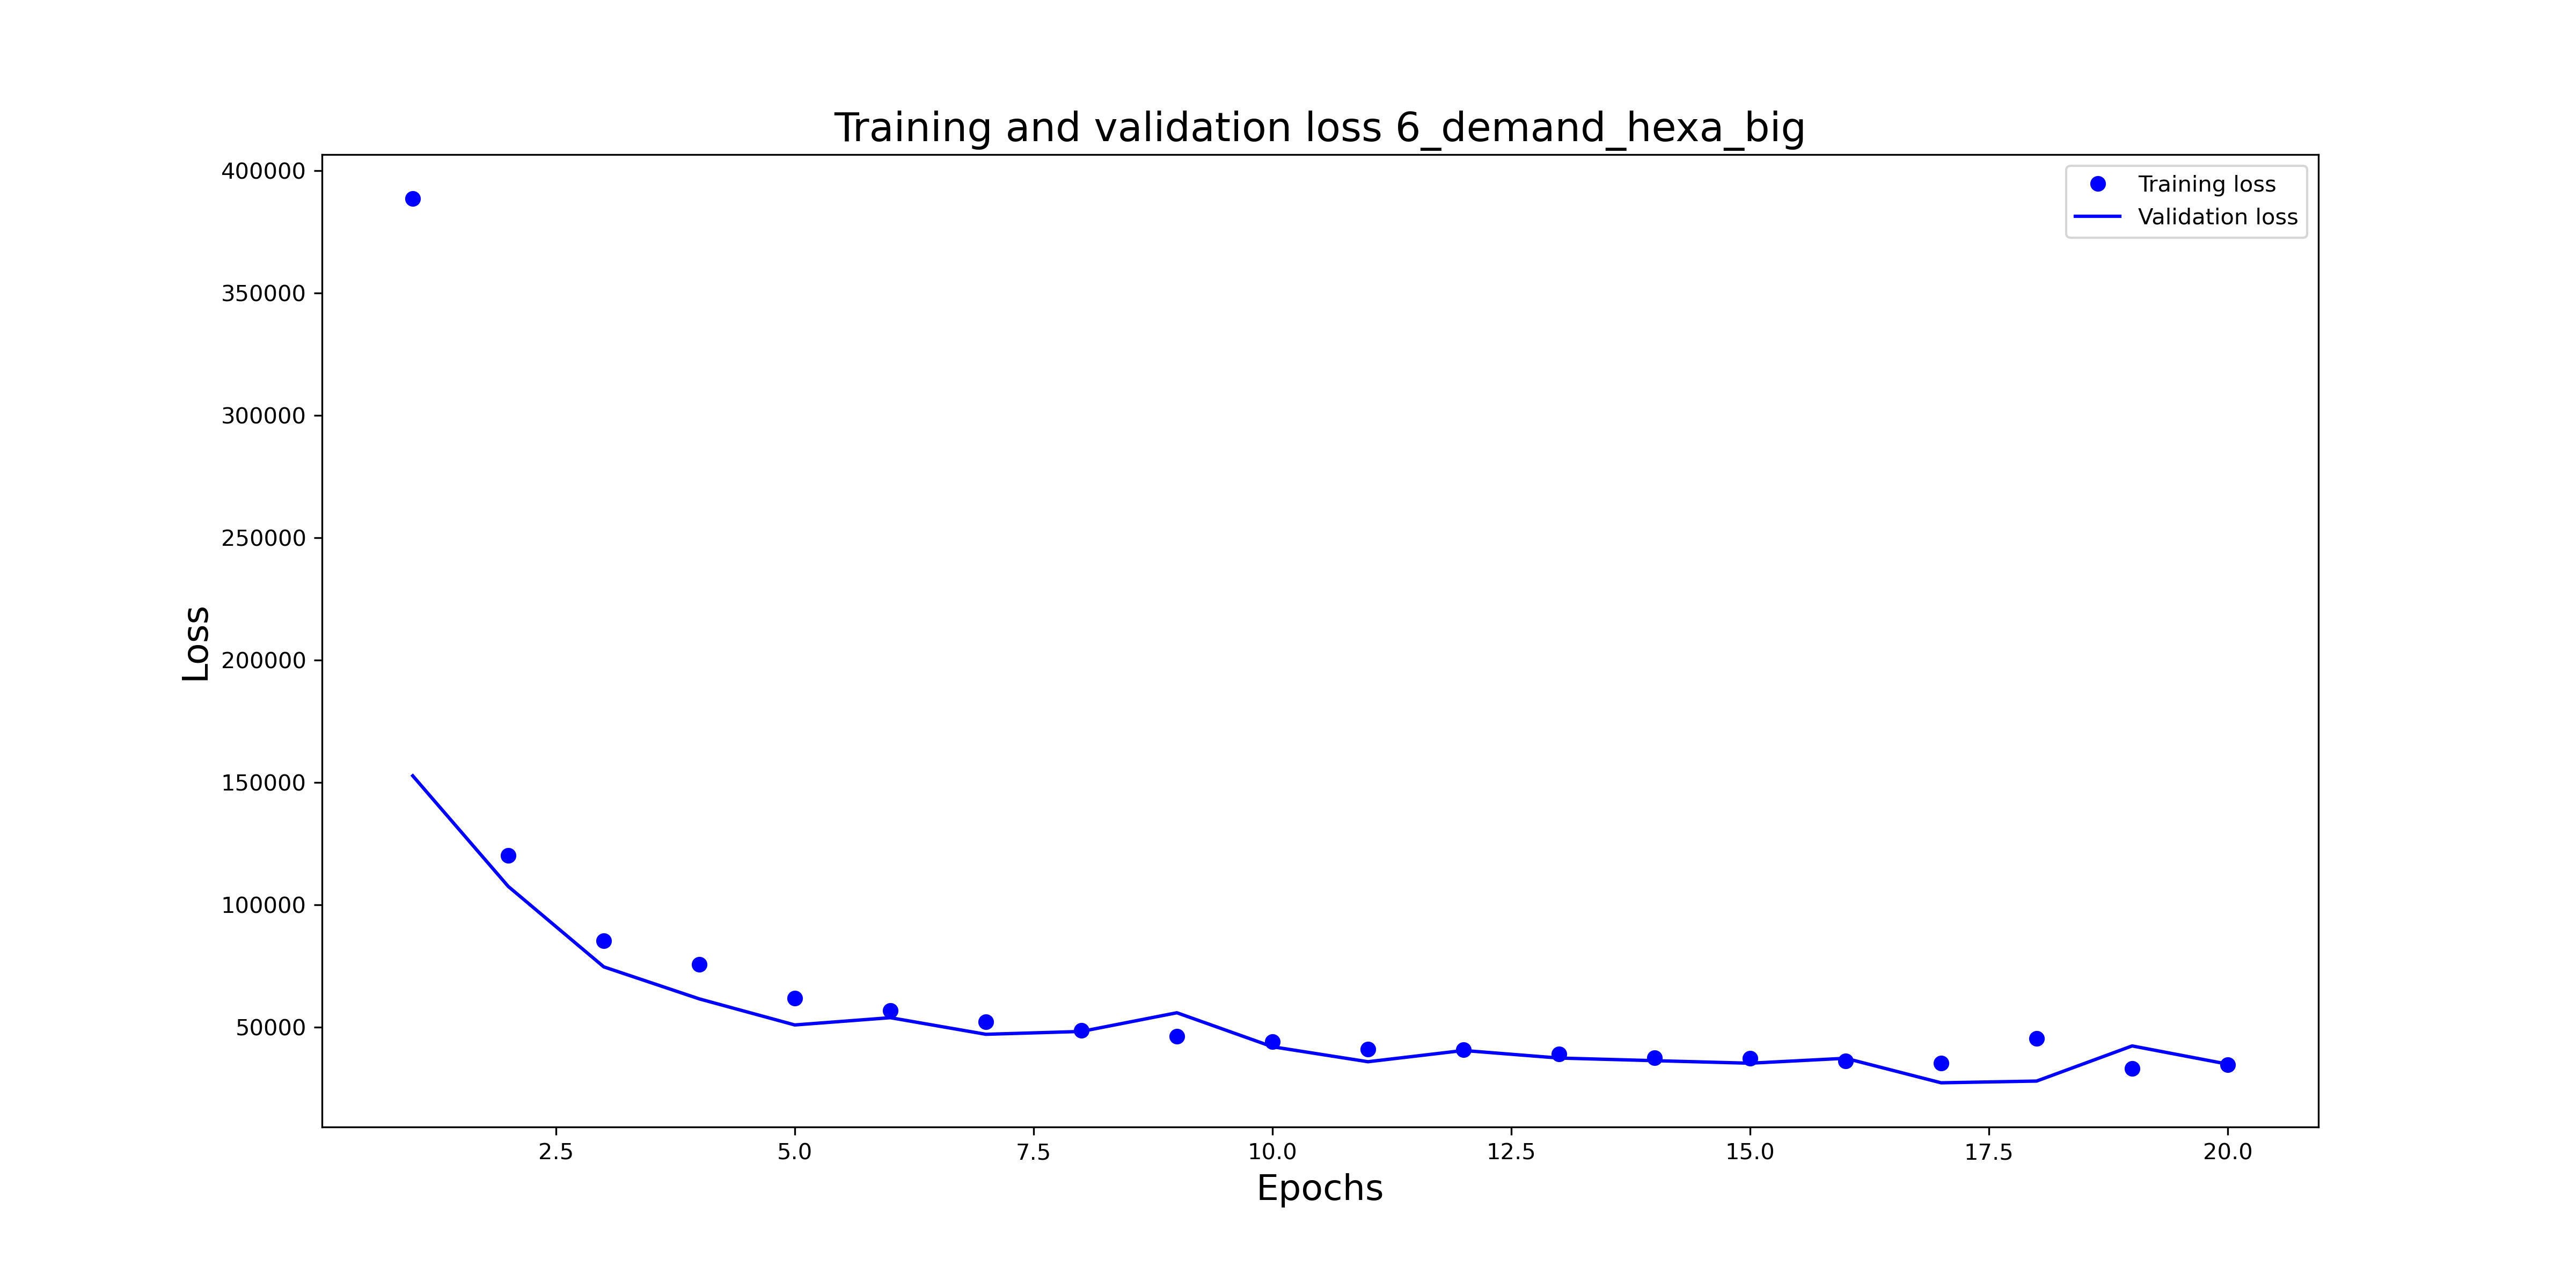 Training and validation loss 6_demand_hexa_big
Training loss
Validation loss
Loss
400000
350000
300000
250000
200000
150000
100000
50000
2.5 5.0 7.5 10.0 12.5 15.0 17.5 20.0
Epochs